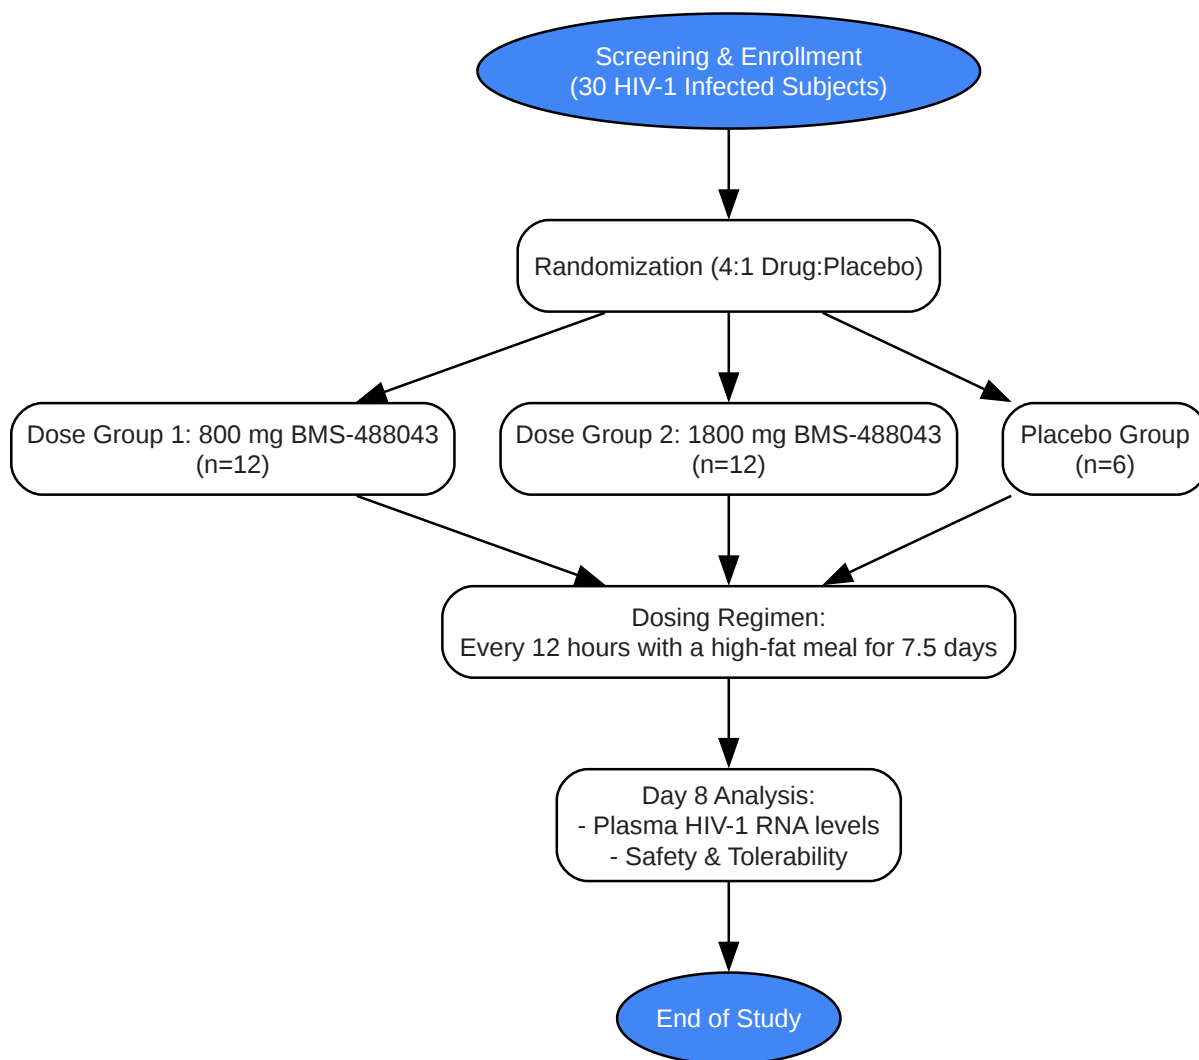 Screening & Enrollment
(30 HIV-1 Infected Subjects)
Randomization (4:1 Drug:Placebo)
Dose Group 1: 800 mg BMS-488043
(n=12)
Dose Group 2: 1800 mg BMS-488043
(n=12)
Placebo Group
(n=6)
Dosing Regimen:
Every 12 hours with a high-fat meal for 7.5 days
Day 8 Analysis:
- Plasma HIV-1 RNA levels
- Safety & Tolerability
End of Study